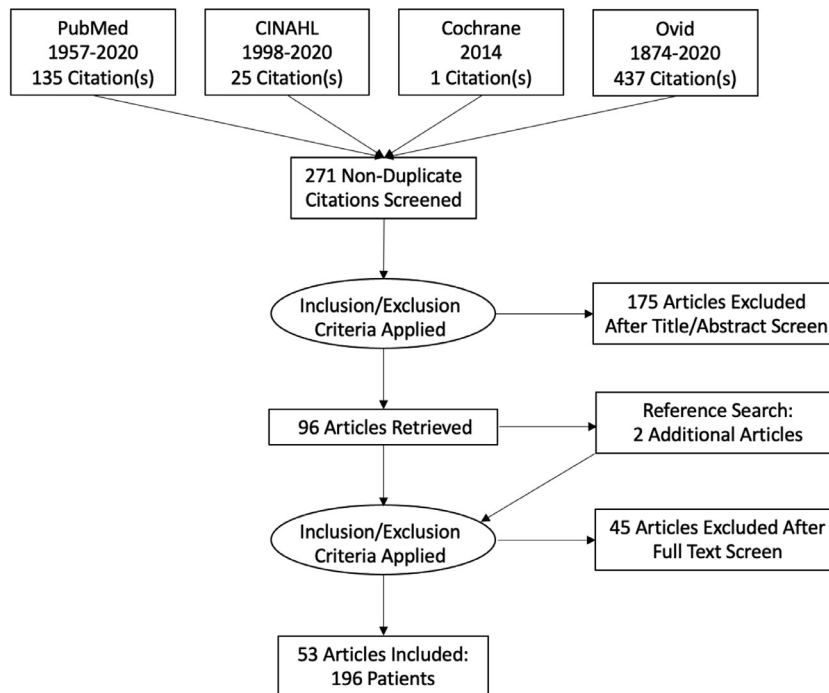 PubMed
1957-2020
135 Citation(s)
CINAHL
1998-2020
25 Citation(s)
Cochrane
2014
1 Citation(s)
Ovid
1874-2020
437 Citation(s)
271 Non-Duplicate
Citations Screened
Inclusion/Exclusion
Criteria Applied
175 Articles Excluded
After Title/Abstract Screen
96 Articles Retrieved
Reference Search:
2 Additional Articles
Inclusion/Exclusion
Criteria Applied
45 Articles Excluded After
Full Text Screen
53 Articles Included:
196 Patients